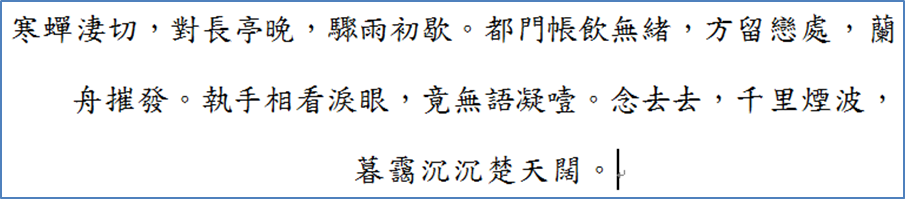 寒蟬淒切，對長亭晚，驟雨初歇。都門帳飲無緒，方留戀處，蘭
舟摧發。執手相看淚眼，竟無語凝噎。念去去，千里煙波，
暮靄沉沉楚天闊。